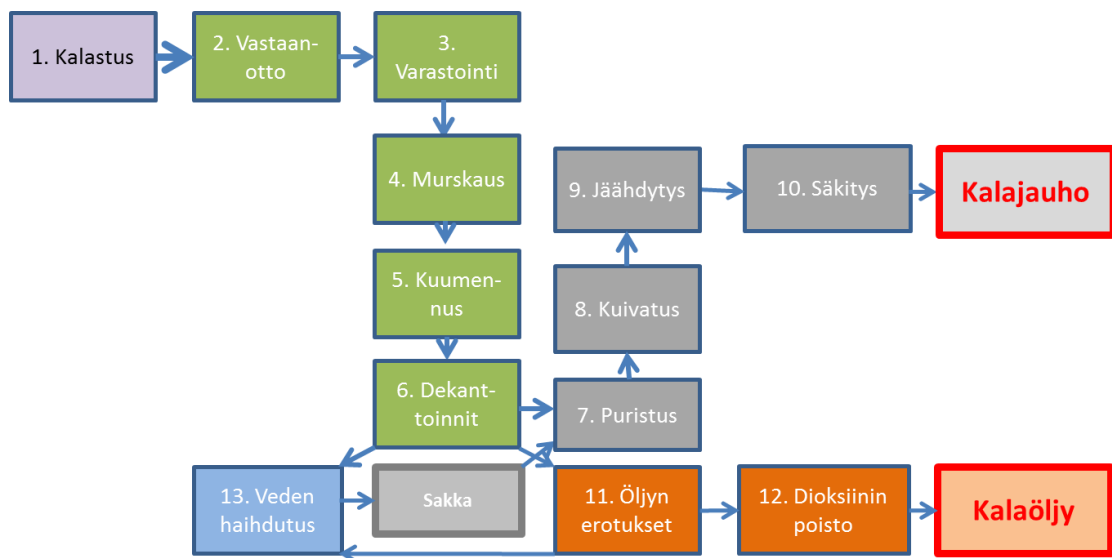 1. Kalastus
2. Vastaan-
otto
3.
Varastointi
4. Murskaus
5. Kuumen-
nus
6. Dekant-
toinnit
7. Puristus
8. Kuivatus
9. Jäähdytys
10. Säkitys
Kalajauho
11. Öljyn
erotukset
12. Dioksiinin
poisto
Kalaöljy
13. Veden
haihdutus
Sakka